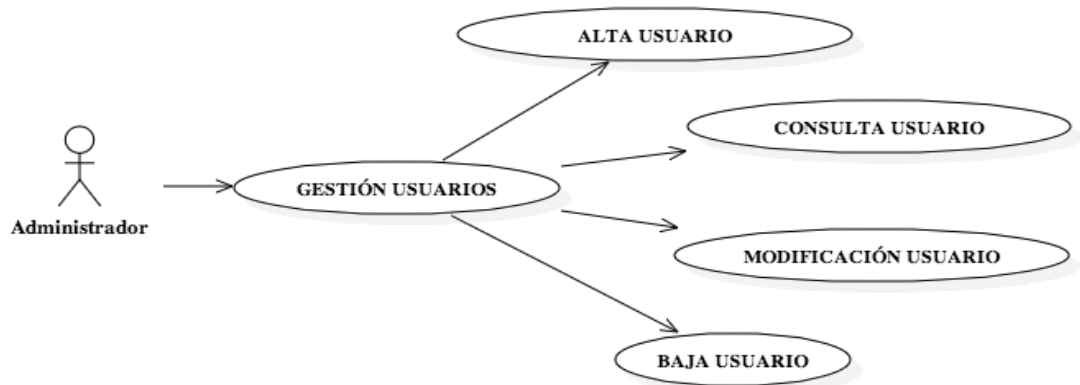 ALTA USUARIO
CONSULTA USUARIO
GESTIÓN USUARIOS
Administrador
MODIFICACIÓN USUARIO
BAJA USUARIO